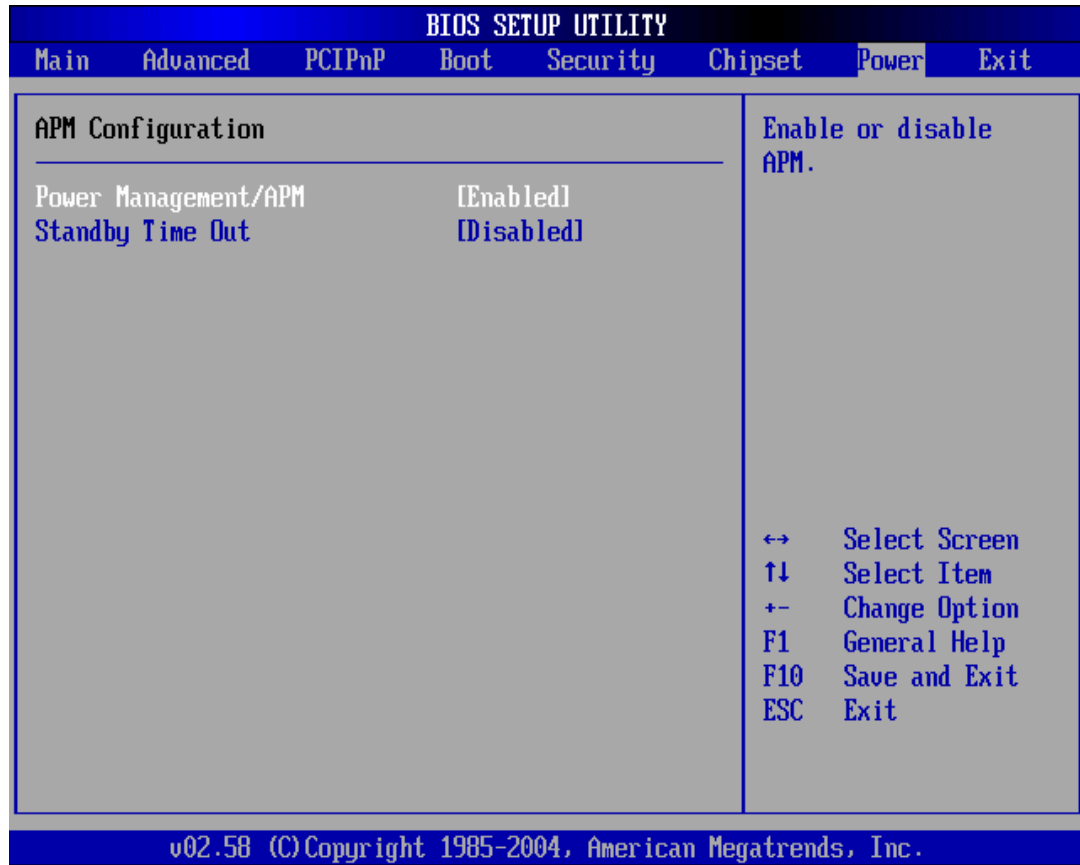 BIOS SETUP UTILITY
Main Advanced PCIPnP Boot Security Chipset Power Exit
APM Configuration
Power Management/APM [Enabled]
Standby Time Out [Disabled]
Enable or disable
APM.
←→ Select Screen
↑↓ Select Item
+- Change Option
F1 General Help
F10 Save and Exit
ESC Exit
v02.58 (C)Copyright 1985-2004, American Megatrends, Inc.